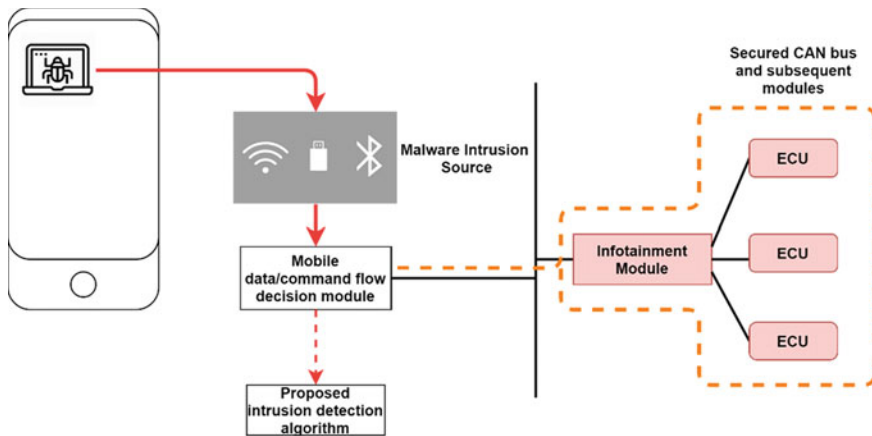 Secured CAN bus
and subsequent
modules
Malware Intrusion
Source
ECU
Mobile
data/command flow
decision module
Infotainment
Module
ECU
ECU
Proposed
intrusion detection
algorithm